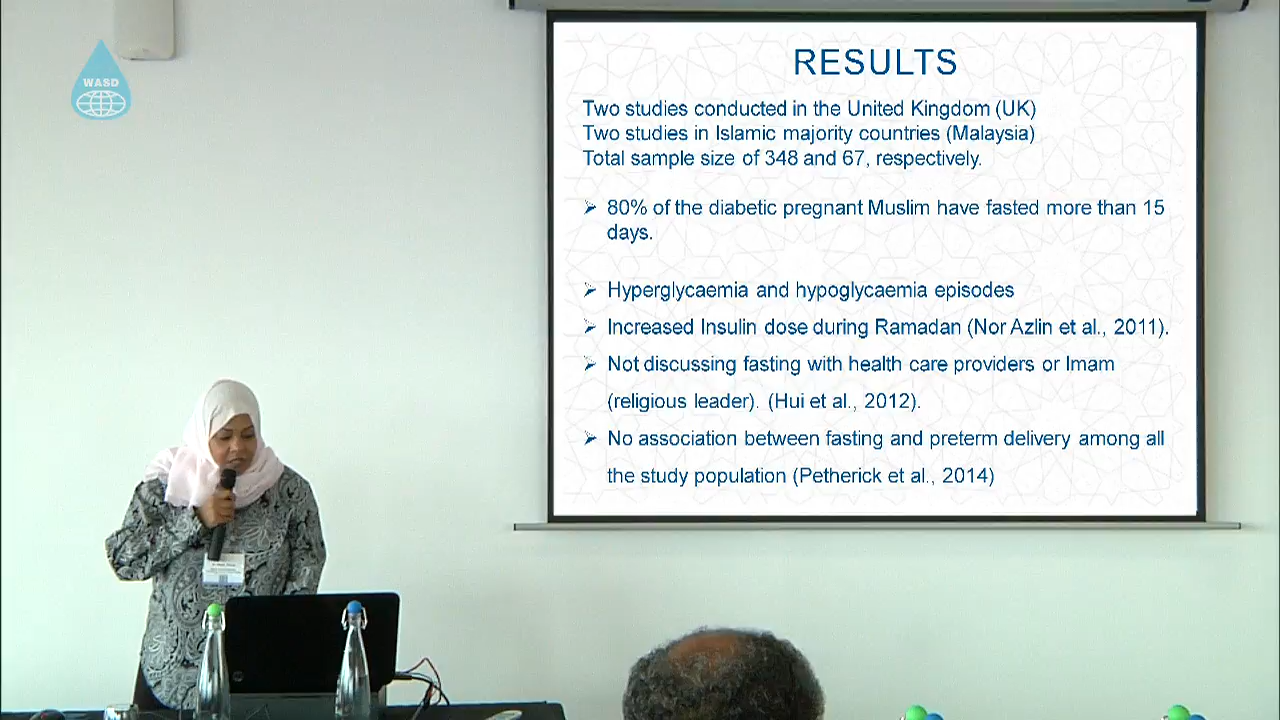 WASD
RESULTS
Two studies conducted in the United Kingdom (UK)
Two studies in Islamic majority countries (Malaysia)
Total sample size of 348 and 67, respectively.
➢ 80% of the diabetic pregnant Muslim have fasted more than 15
days.
➢ Hyperglycaemia and hypoglycaemia episodes
➢ Increased Insulin dose during Ramadan (Nor Azlin et al., 2011).
➢ Not discussing fasting with health care providers or Imam
(religious leader). (Hui et al., 2012).
➢ No association between fasting and preterm delivery among all
the study population (Petherick et al., 2014)